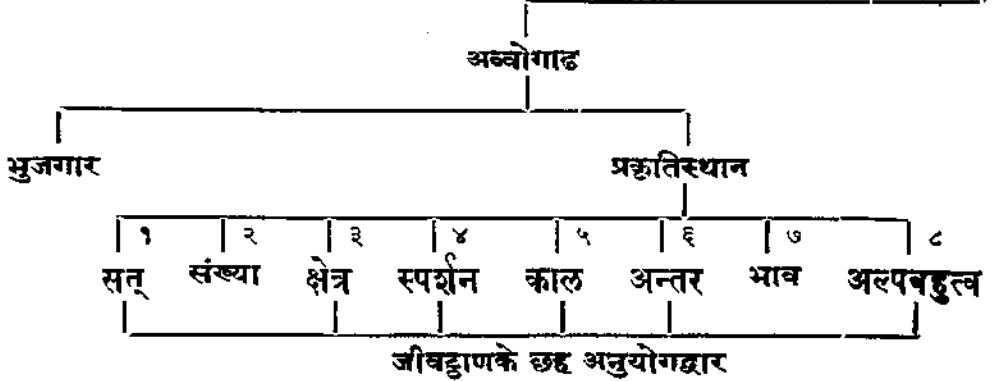 अव्वोगाढ
भुजगार प्रकृतिस्थान
१ २ ३ ४ ५ ६ ७ ८
सत् संख्या क्षेत्र स्पर्शन काल अन्तर भाव अल्पबहुत्व
जीवट्ठाणके छह अनुयोगद्वार